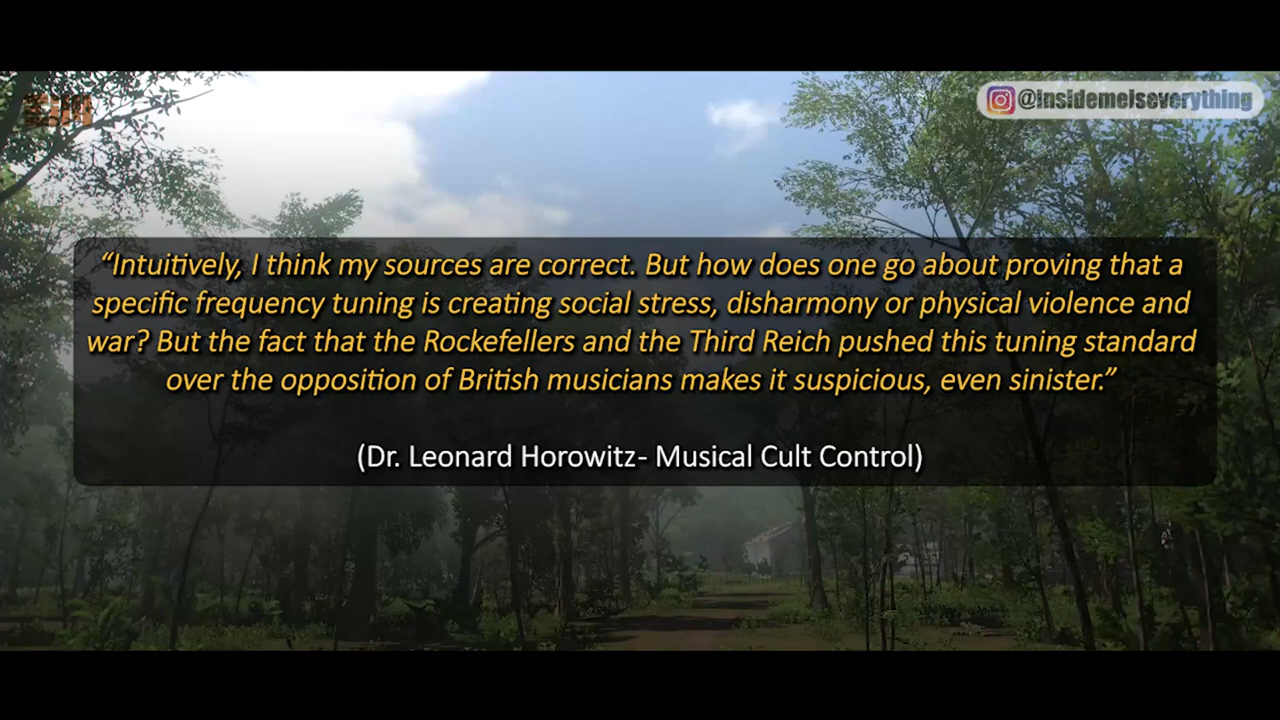 @insidemeiseverything
“Intuitively, I think my sources are correct. But how does one go about proving that a
specific frequency tuning is creating social stress, disharmony or physical violence and
war? But the fact that the Rockefellers and the Third Reich pushed this tuning standard
over the opposition of British musicians makes it suspicious, even sinister.”
(Dr. Leonard Horowitz- Musical Cult Control)